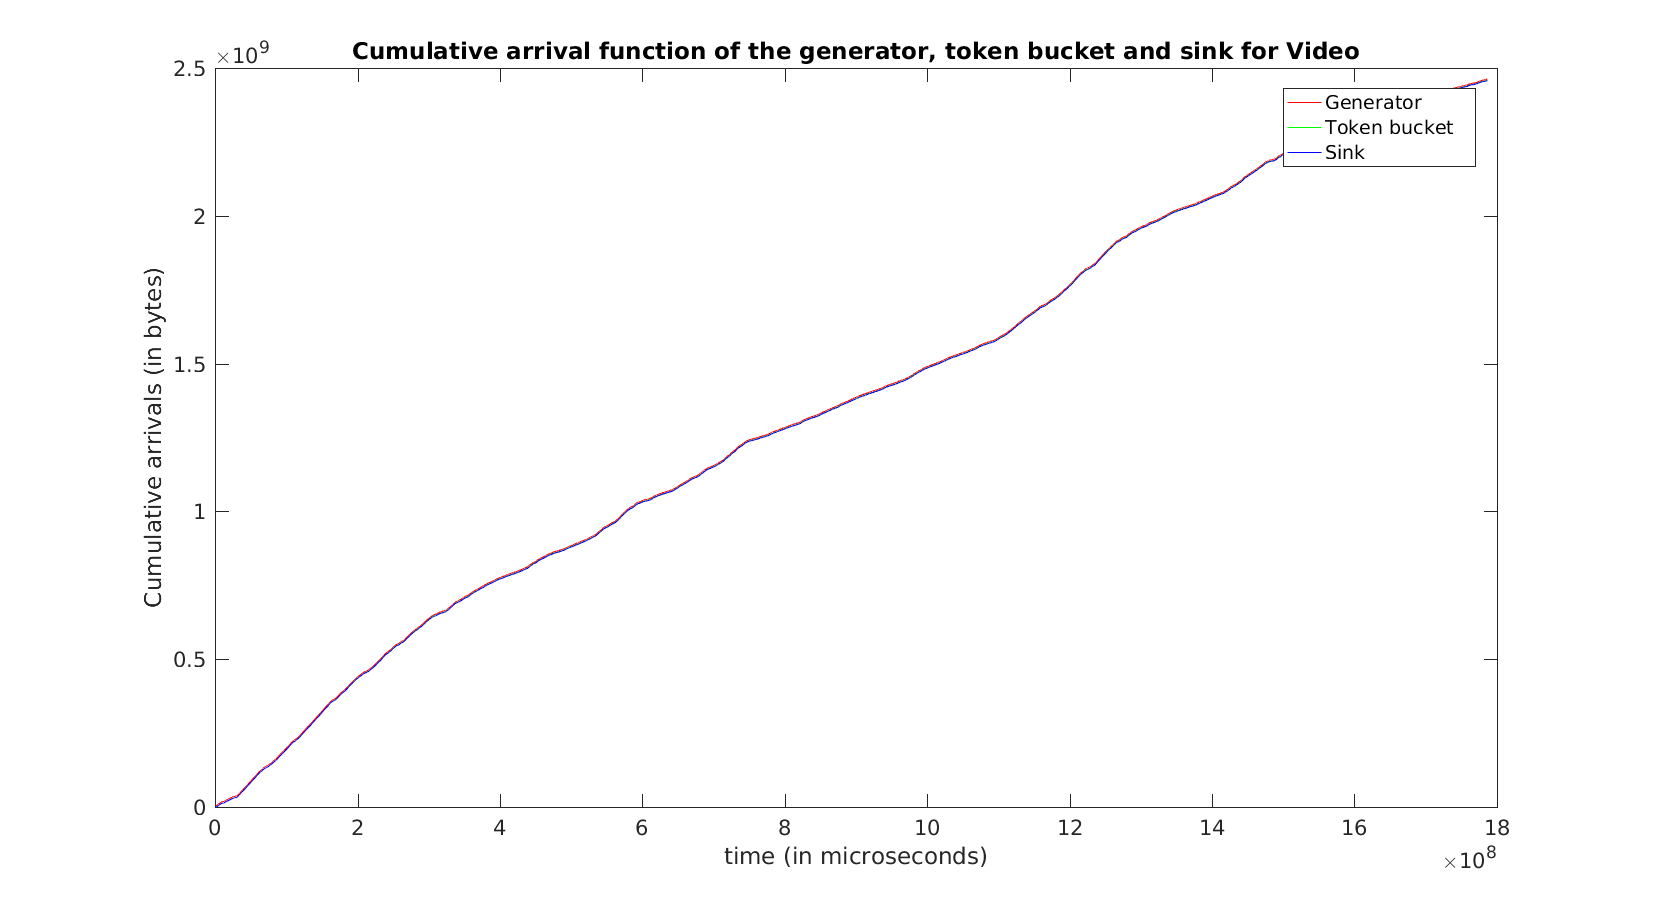 Cumulative arrival function of the generator, token bucket and sink for Video
×10^9
2.5
2
1.5
1
0.5
0
Cumulative arrivals (in bytes)
Generator
Token bucket
Sink
0 2 4 6 8 10 12 14 16 18
time (in microseconds)
×10^8